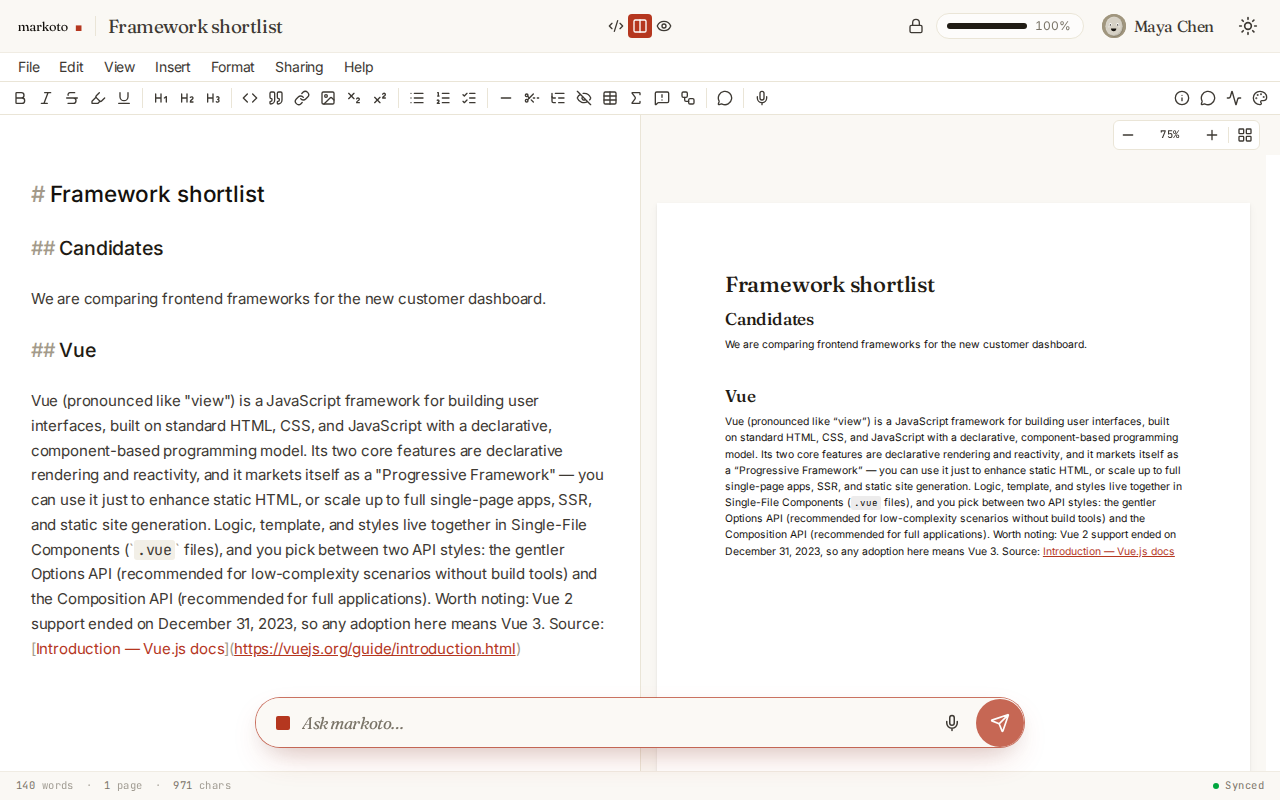 markoto
Framework shortlist
100%
Maya Chen
File Edit View Insert Format Sharing Help
H1 H2 H3
75%
# Framework shortlist
## Candidates
We are comparing frontend frameworks for the new customer dashboard.
## Vue
Vue (pronounced like "view") is a JavaScript framework for building user
interfaces, built on standard HTML, CSS, and JavaScript with a declarative,
component-based programming model. Its two core features are declarative
rendering and reactivity, and it markets itself as a "Progressive Framework" — you
can use it just to enhance static HTML, or scale up to full single-page apps, SSR,
and static site generation. Logic, template, and styles live together in Single-File
Components (`.vue` files), and you pick between two API styles: the gentler
Options API (recommended for low-complexity scenarios without build tools) and
the Composition API (recommended for full applications). Worth noting: Vue 2
support ended on December 31, 2023, so any adoption here means Vue 3. Source:
[Introduction — Vue.js docs](https://vuejs.org/guide/introduction.html)
Framework shortlist
Candidates
We are comparing frontend frameworks for the new customer dashboard.
Vue
Vue (pronounced like “view”) is a JavaScript framework for building user interfaces, built
on standard HTML, CSS, and JavaScript with a declarative, component-based programming
model. Its two core features are declarative rendering and reactivity, and it markets itself as
a “Progressive Framework” — you can use it just to enhance static HTML, or scale up to full
single-page apps, SSR, and static site generation. Logic, template, and styles live together in
Single-File Components (.vue files), and you pick between two API styles: the gentler
Options API (recommended for low-complexity scenarios without build tools) and the
Composition API (recommended for full applications). Worth noting: Vue 2 support ended on
December 31, 2023, so any adoption here means Vue 3. Source: Introduction — Vue.js docs
Ask markoto...
140 words · 1 page · 971 chars
Synced